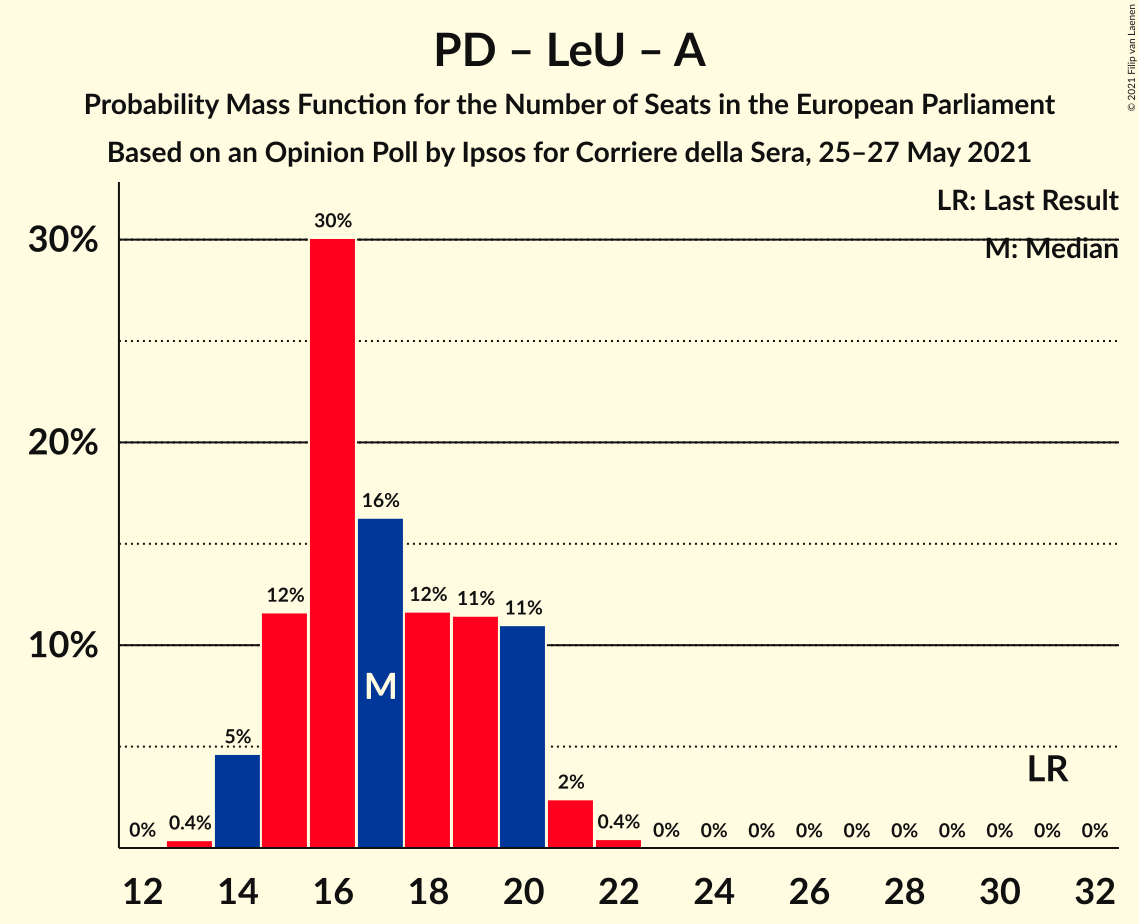 PD – LeU – A
Probability Mass Function for the Number of Seats in the European Parliament
Based on an Opinion Poll by Ipsos for Corriere della Sera, 25–27 May 2021
© 2021 Filip van Laenen
LR: Last Result
M: Median
30%
20%
10%
0% 0.4% 5% 12% 30% 16% 12% 11% 11% 2% 0.4% 0% 0% 0% 0% 0% 0% 0% 0% 0% 0%
M
LR
12 14 16 18 20 22 24 26 28 30 32